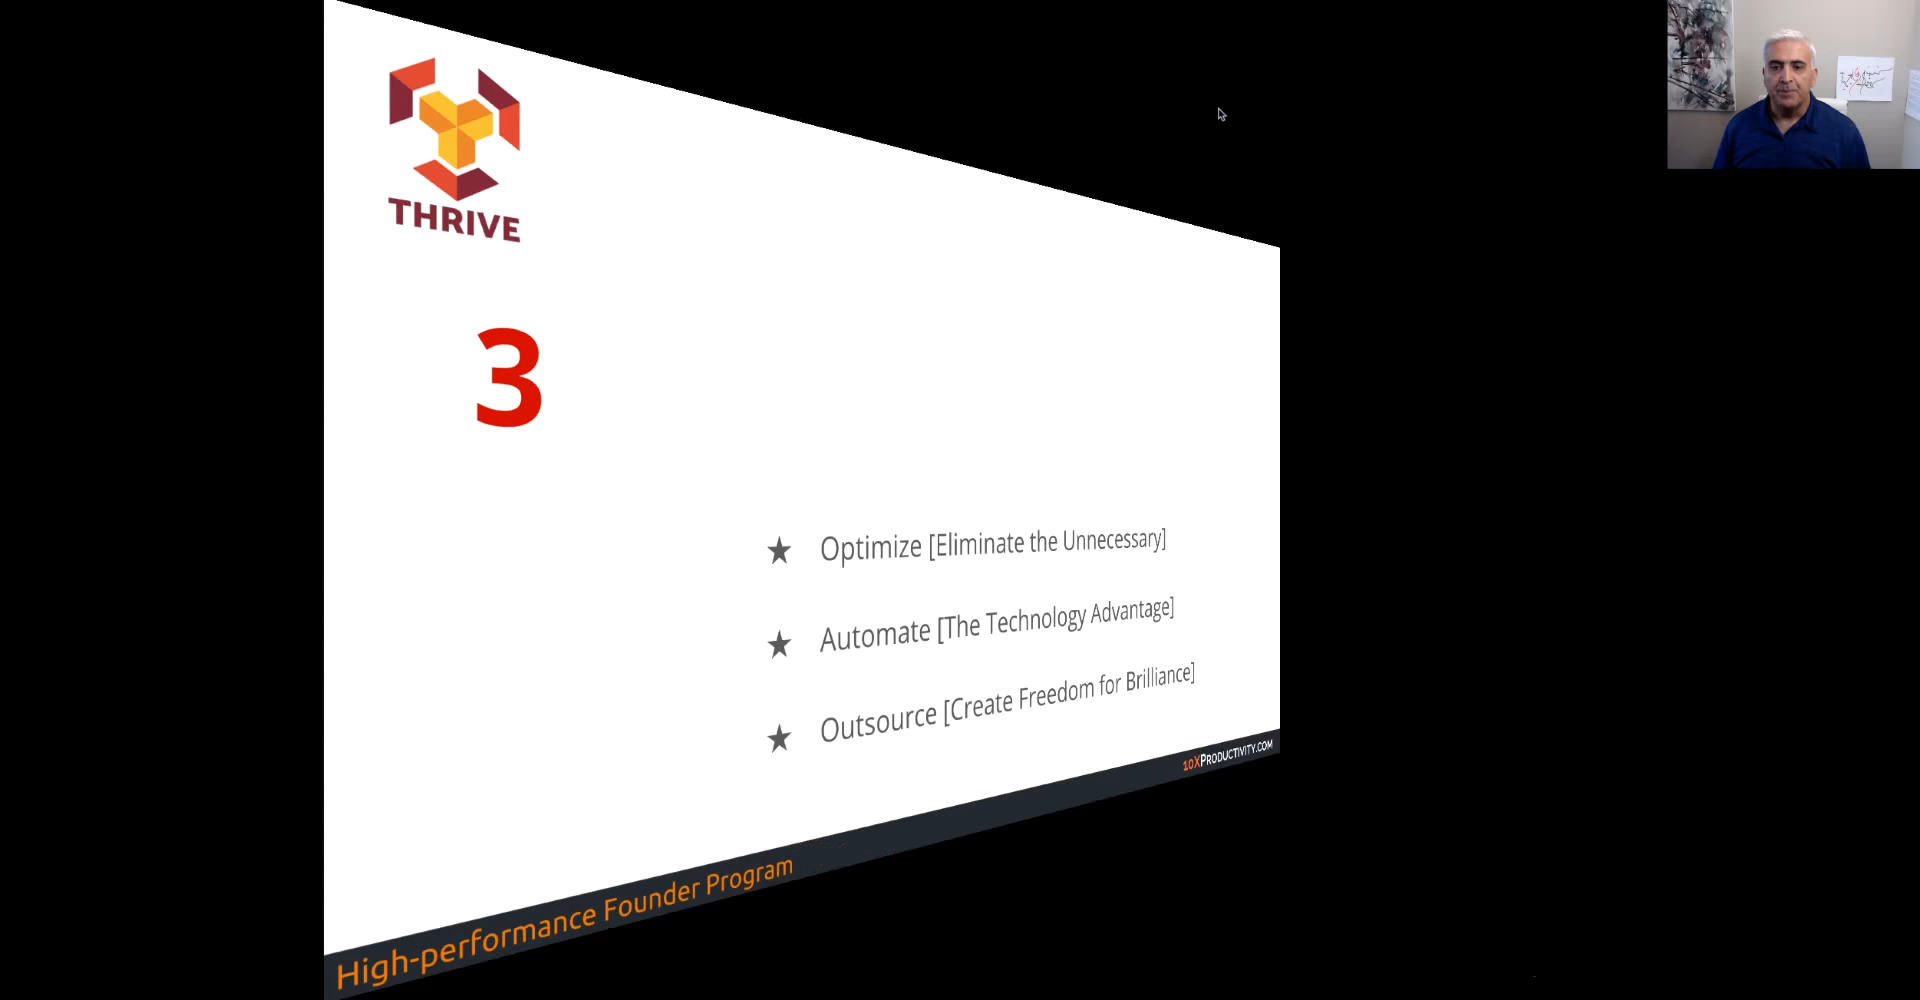 THRIVE
3
★ Optimize [Eliminate the Unnecessary]
★ Automate [The Technology Advantage]
★ Outsource [Create Freedom for Brilliance]
10XProductivity.com
High-performance Founder Program